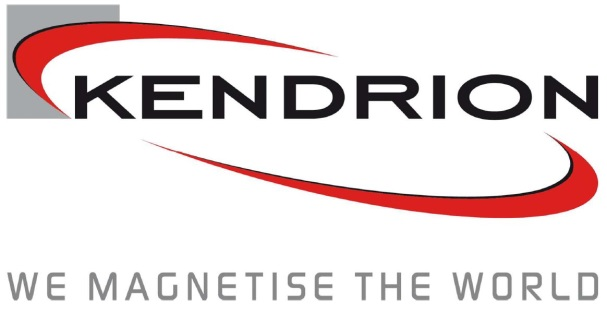 KENDRION
WE MAGNETISE THE WORLD